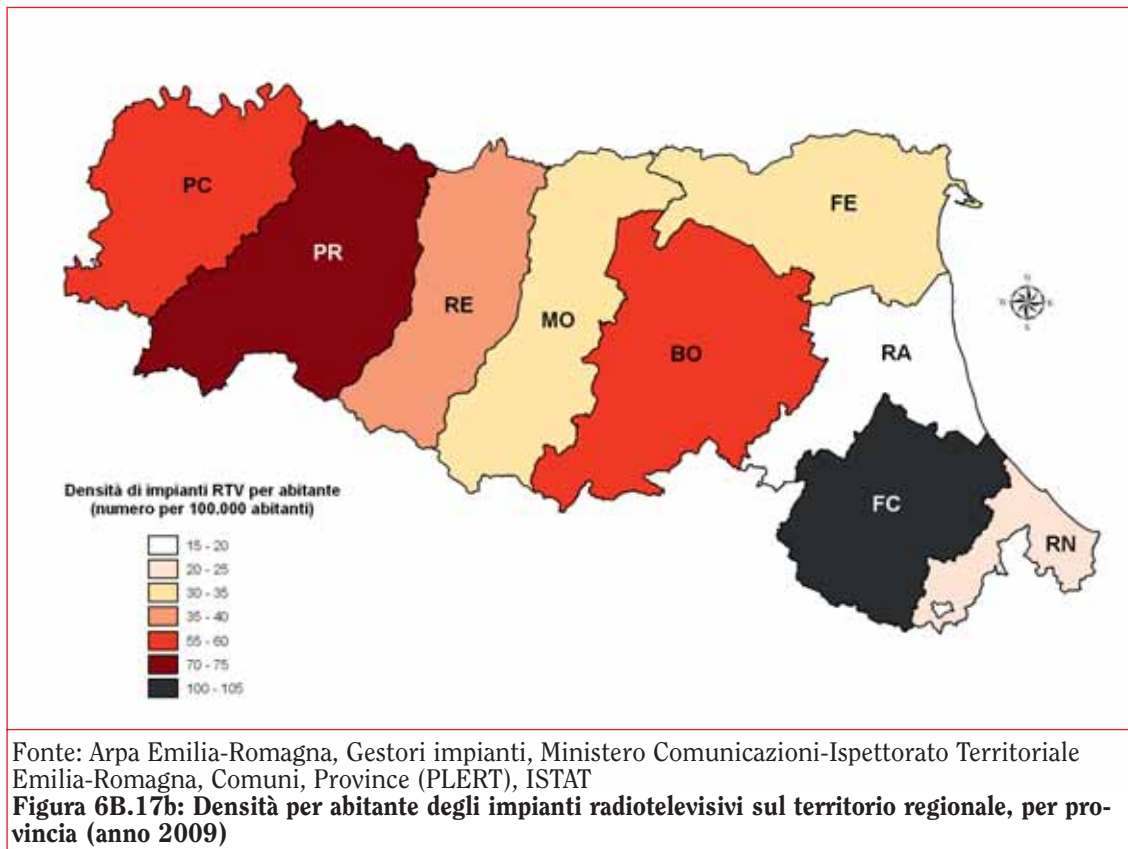 PC
PR
RE
MO
FE
BO
RA
FC
RN
N
W E
S
Densità di impianti RTV per abitante
(numero per 100.000 abitanti)
15 - 20
20 - 25
30 - 35
35 - 40
55 - 60
70 - 75
100 - 105
Fonte: Arpa Emilia-Romagna, Gestori impianti, Ministero Comunicazioni-Ispettorato Territoriale
Emilia-Romagna, Comuni, Province (PLERT), ISTAT
Figura 6B.17b: Densità per abitante degli impianti radiotelevisivi sul territorio regionale, per pro-
vincia (anno 2009)